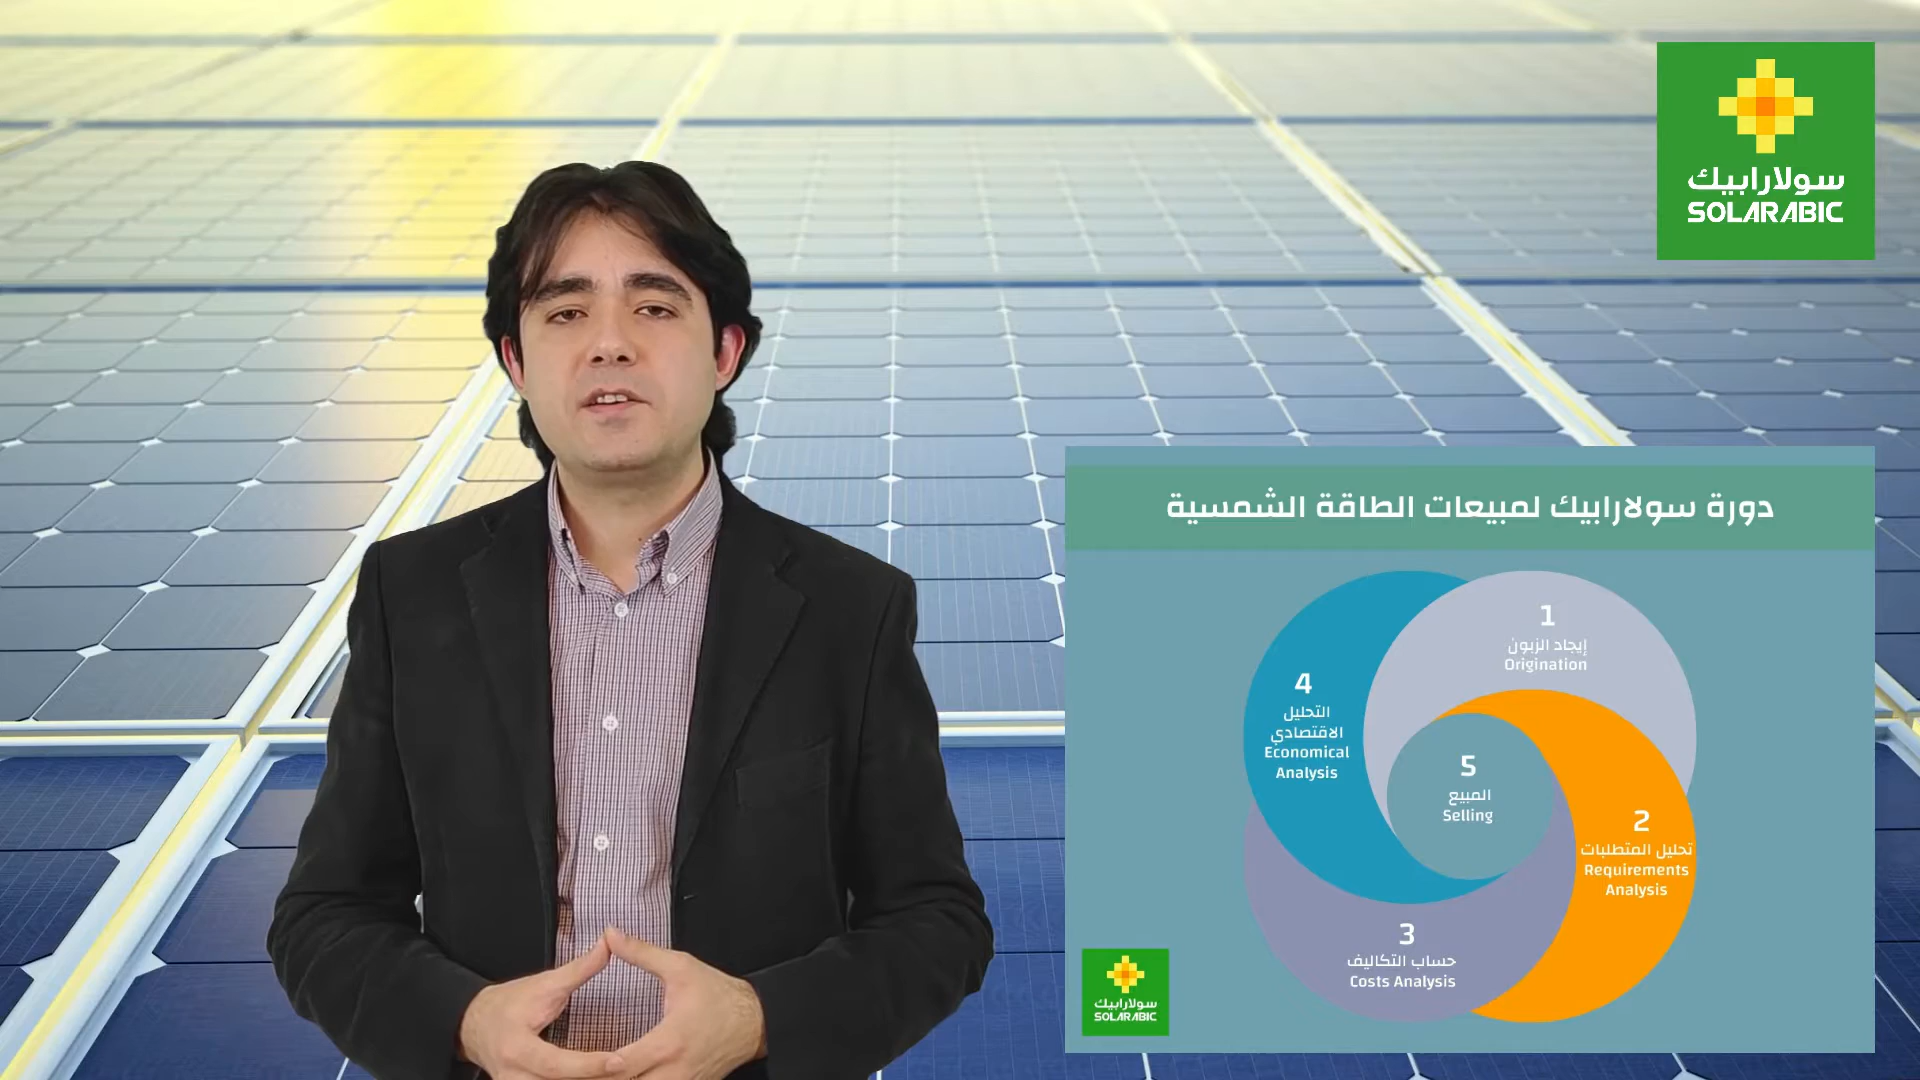 سولارابيك
SOLARABIC
دورة سولارابيك لمبيعات الطاقة الشمسية
1
إيجاد الزبون
Origination
2
تحليل المتطلبات
Requirements
Analysis
3
حساب التكاليف
Costs Analysis
4
التحليل
الاقتصادي
Economical
Analysis
5
المبيع
Selling
سولارابيك
SOLARABIC